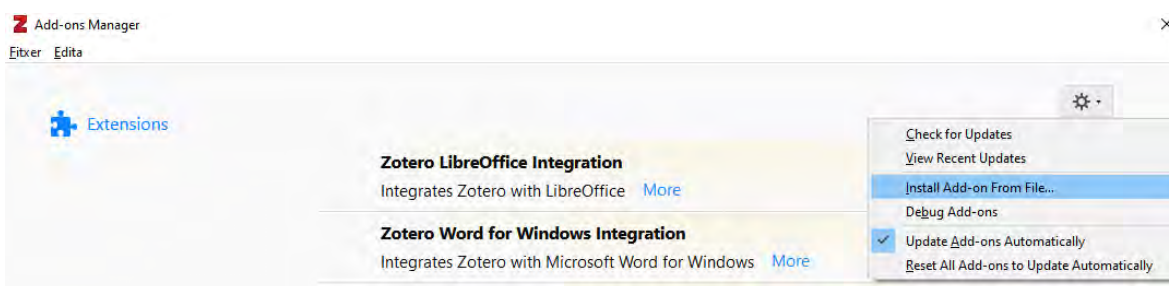 Add-ons Manager
Fitxer Edita
Extensions
Zotero LibreOffice Integration
Integrates Zotero with LibreOffice More
Zotero Word for Windows Integration
Integrates Zotero with Microsoft Word for Windows More
Check for Updates
View Recent Updates
Install Add-on From File...
Debug Add-ons
Update Add-ons Automatically
Reset All Add-ons to Update Automatically